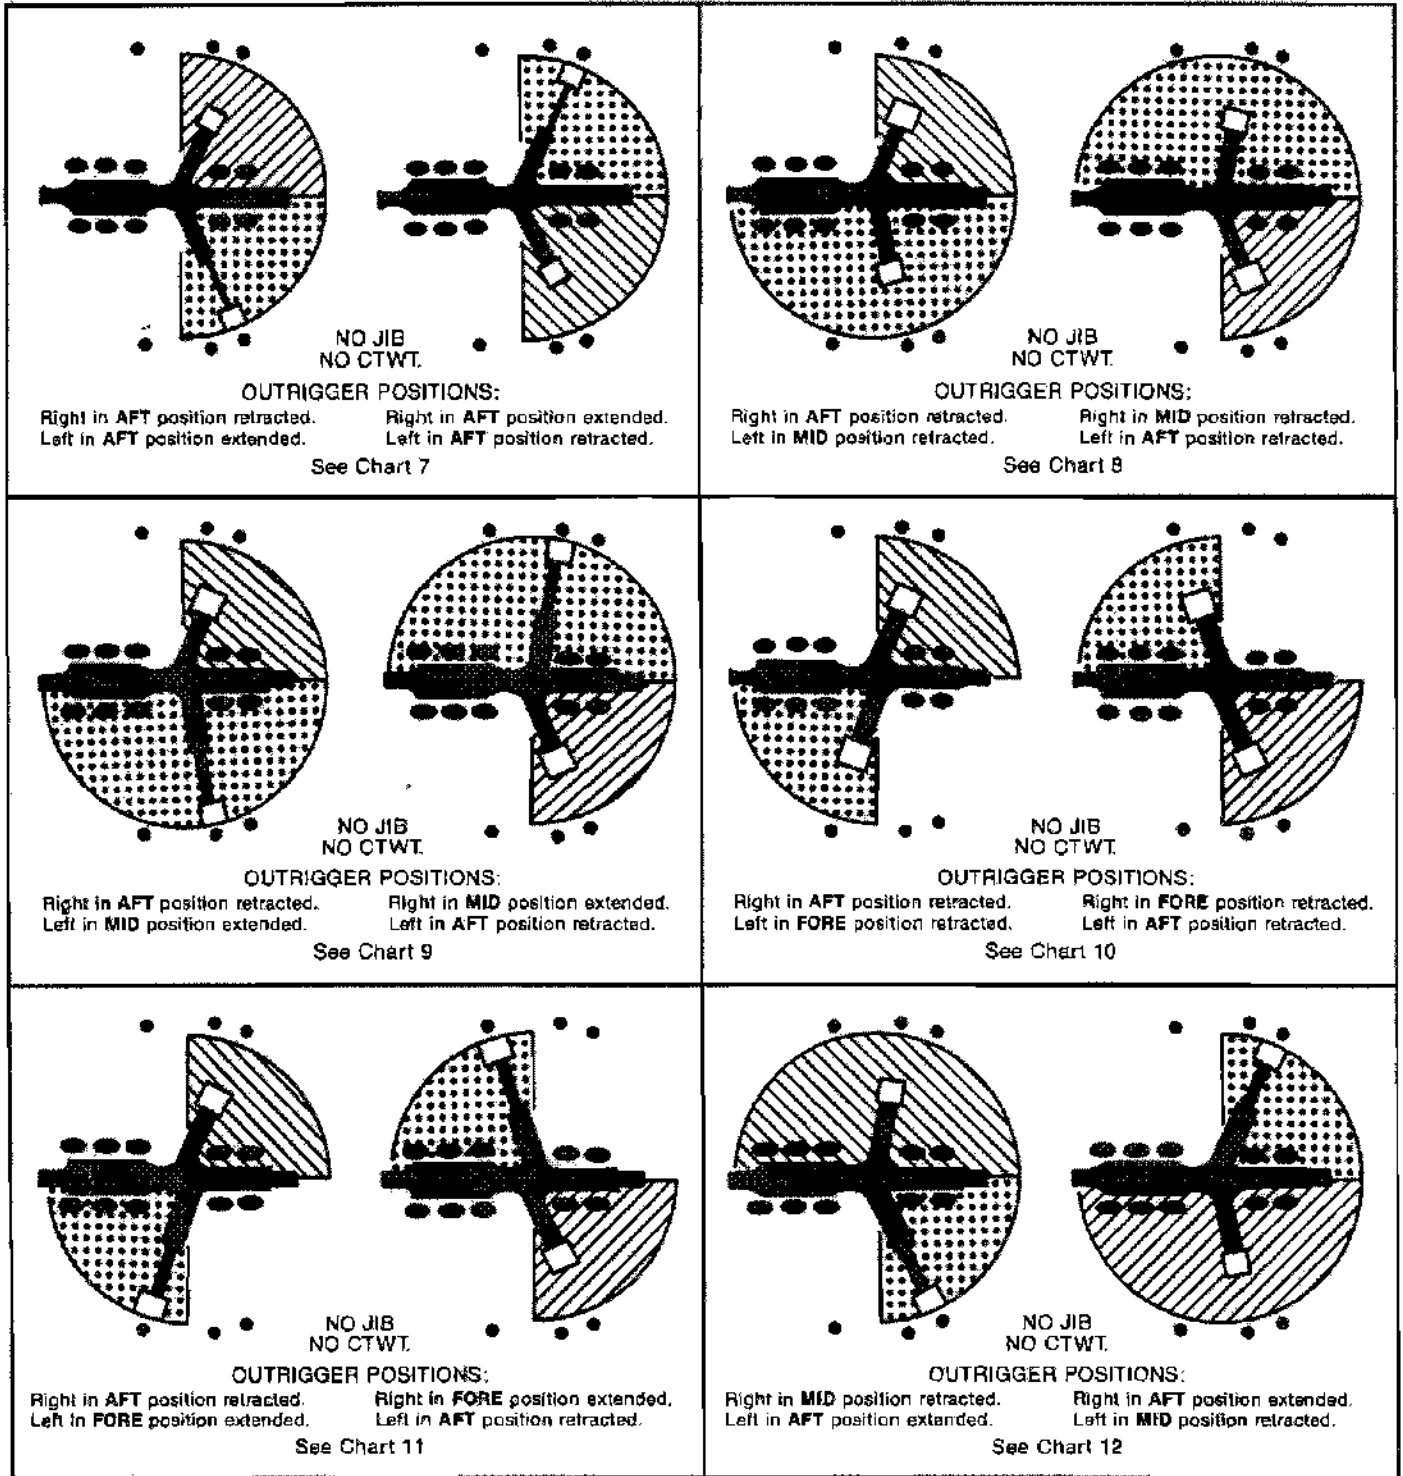 NO JIB
NO CTWT.
OUTRIGGER POSITIONS:
Right in AFT position retracted.
Left in AFT position extended.
Right in AFT position extended.
Left in AFT position retracted.
See Chart 7
NO JIB
NO CTWT.
OUTRIGGER POSITIONS:
Right in AFT position retracted.
Left in MID position retracted.
Right in MID position retracted.
Left in AFT position retracted.
See Chart 8
NO JIB
NO CTWT.
OUTRIGGER POSITIONS:
Right in AFT position retracted.
Left in MID position extended.
Right in MID position extended.
Left in AFT position retracted.
See Chart 9
NO JIB
NO CTWT.
OUTRIGGER POSITIONS:
Right in AFT position retracted.
Left in FORE position retracted.
Right in FORE position retracted.
Left in AFT position retracted.
See Chart 10
NO JIB
NO CTWT.
OUTRIGGER POSITIONS:
Right in AFT position retracted.
Left in FORE position extended.
Right in FORE position extended.
Left in AFT position retracted.
See Chart 11
NO JIB
NO CTWT.
OUTRIGGER POSITIONS:
Right in MID position retracted.
Left in AFT position extended.
Right in AFT position extended.
Left in MID position retracted.
See Chart 12